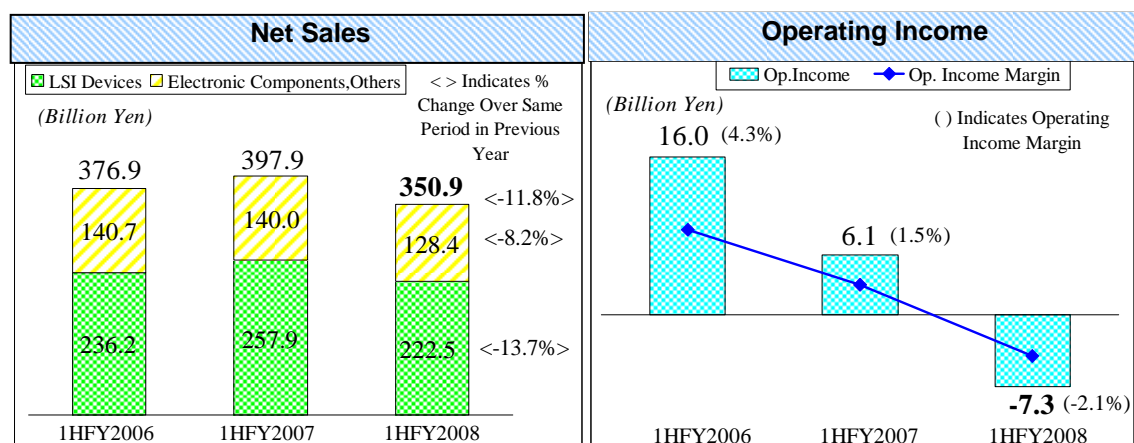 Net Sales
LSI Devices Electronic Components,Others
< > Indicates %
Change Over Same
Period in Previous
Year
(Billion Yen)
376.9
397.9
350.9
<-11.8%>
140.7
140.0
128.4
<-8.2%>
236.2
257.9
222.5
<-13.7%>
1HFY2006
1HFY2007
1HFY2008
Operating Income
Op.Income Op. Income Margin
(Billion Yen)
( ) Indicates Operating
Income Margin
16.0 (4.3%)
6.1 (1.5%)
-7.3 (-2.1%)
1HFY2006
1HFY2007
1HFY2008